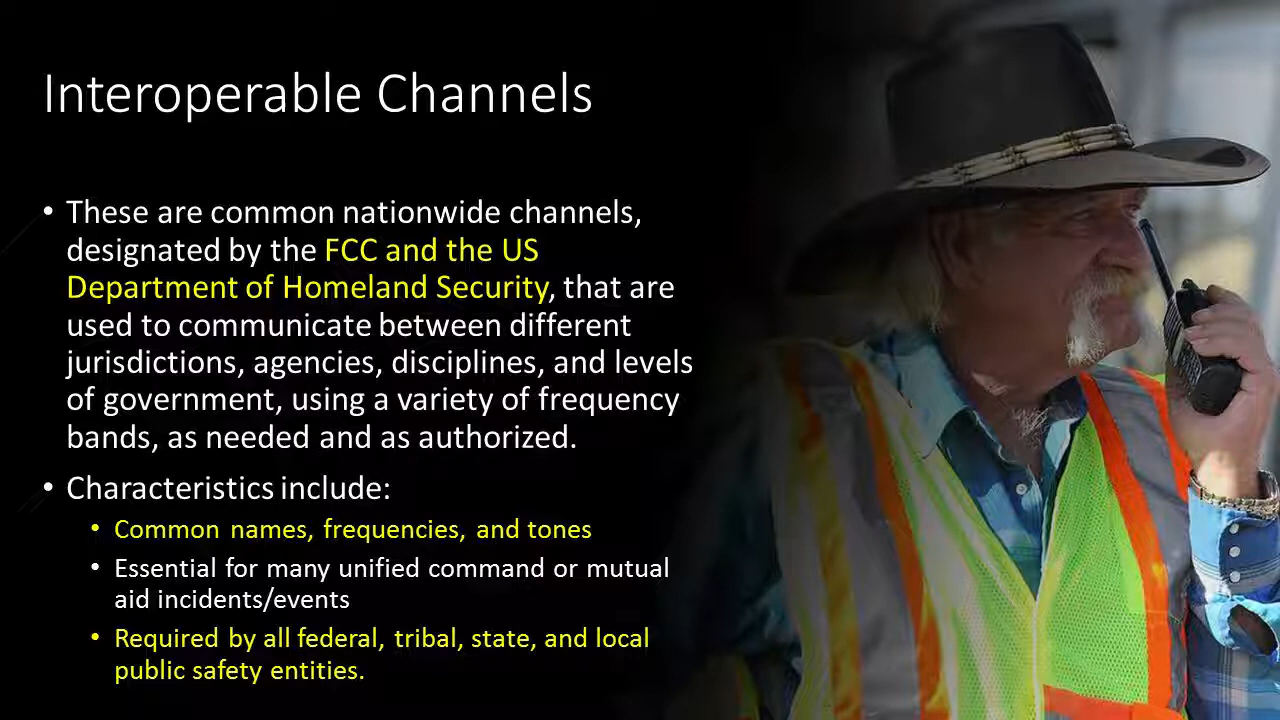 Interoperable Channels
• These are common nationwide channels,
designated by the FCC and the US
Department of Homeland Security, that are
used to communicate between different
jurisdictions, agencies, disciplines, and levels
of government, using a variety of frequency
bands, as needed and as authorized.
• Characteristics include:
• Common names, frequencies, and tones
• Essential for many unified command or mutual
aid incidents/events
• Required by all federal, tribal, state, and local
public safety entities.